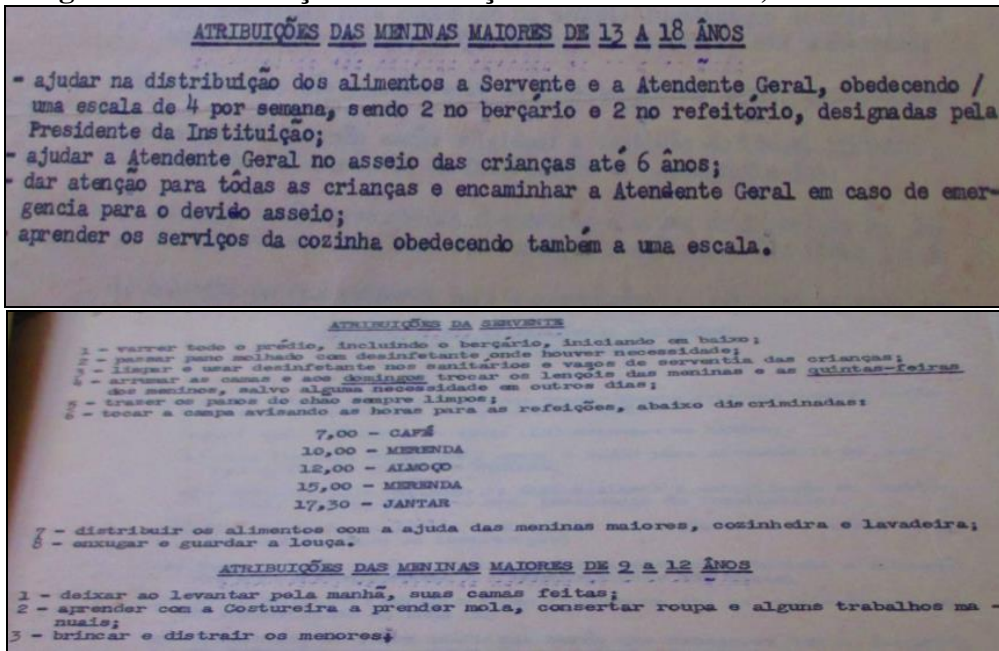 ATRIBUIÇÕES DAS MENINAS MAIORES DE 13 A 18 ÂNOS
- ajudar na distribuição dos alimentos a Servente e a Atendente Geral, obedecendo /
uma escala de 4 por semana, sendo 2 no berçário e 2 no refeitório, designadas pela
Presidente da Instituição;
- ajudar a Atendente Geral no asseio das crianças até 6 ânos;
- dar atenção para tôdas as crianças e encaminhar a Atendente Geral em caso de emer-
gencia para o devido asseio;
- aprender os serviços da cozinha obedecendo também a uma escala.
ATRIBUIÇÕES DA SERVENTE
1 - varrer todo o prédio, incluindo o berçário, iniciando em baixo;
2 - passar pano molhado com desinfetante onde houver necessidade;
3 - limpar e usar desinfetante nos sanitários e vasos de serventia das crianças;
4 - arrumar as camas e aos domingos trocar os lençóis das meninas e as quintas-feiras
dos meninos, salvo alguma necessidade em outros dias;
5 - trazer os panos do chão sempre limpos;
6 - tocar a campa avisando as horas para as refeições, abaixo discriminadas:
7,00 - CAFÉ
10,00 - MERENDA
12,00 - ALMOÇO
15,00 - MERENDA
17,30 - JANTAR
7 - distribuir os alimentos com a ajuda das meninas maiores, cozinheira e lavadeira;
8 - enxugar e guardar a louça.
ATRIBUIÇÕES DAS MENINAS MAIORES DE 9 a 12 ÂNOS
1 - deixar ao levantar pela manhã, suas camas feitas;
2 - aprender com a Costureira a prender mola, consertar roupa e alguns trabalhos ma -
nuais;
3 - brincar e distrair os menores;